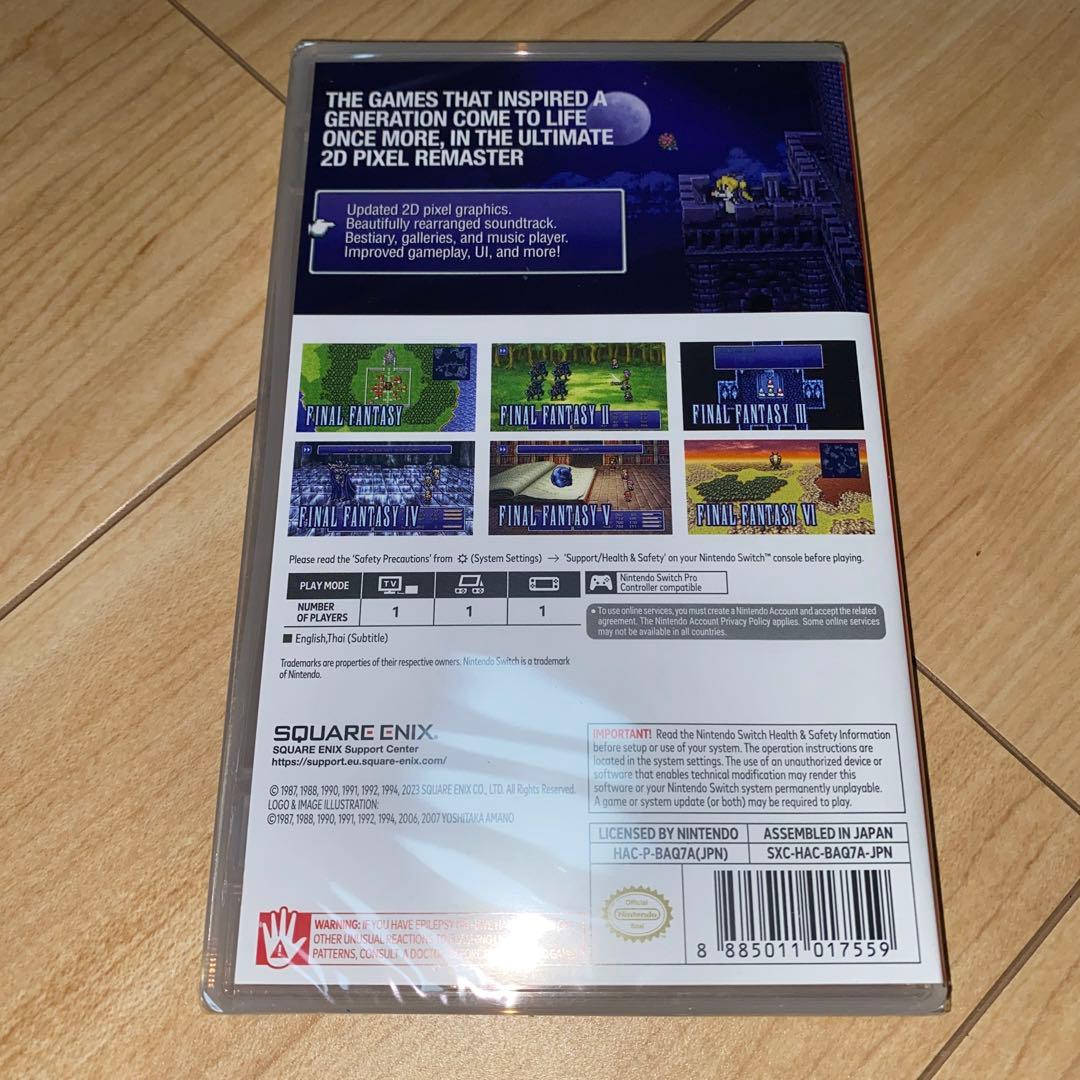 THE GAMES THAT INSPIRED A
GENERATION COME TO LIFE
ONCE MORE, IN THE ULTIMATE
2D PIXEL REMASTER
Updated 2D pixel graphics.
Beautifully rearranged soundtrack.
Bestiary, galleries, and music player.
Improved gameplay, UI, and more!
FINAL FANTASY
FINAL FANTASY II
FINAL FANTASY III
FINAL FANTASY IV
FINAL FANTASY V
FINAL FANTASY VI
Please read the 'Safety Precautions' from (System Settings) → 'Support/Health & Safety' on your Nintendo Switch™ console before playing.
PLAY MODE
TV
NUMBER
OF PLAYERS
1 1 1
Nintendo Switch Pro
Controller compatible
• To use online services, you must create a Nintendo Account and accept the related
agreement. The Nintendo Account Privacy Policy applies. Some online services
may not be available in all countries.
■ English,Thai (Subtitle)
Trademarks are properties of their respective owners. Nintendo Switch is a trademark
of Nintendo.
SQUARE ENIX.
SQUARE ENIX Support Center
https://support.eu.square-enix.com/
© 1987, 1988, 1990, 1991, 1992, 1994, 2023 SQUARE ENIX CO., LTD. All Rights Reserved.
LOGO & IMAGE ILLUSTRATION:
©1987, 1988, 1990, 1991, 1992, 1994, 2006, 2007 YOSHITAKA AMANO
IMPORTANT! Read the Nintendo Switch Health & Safety Information
before setup or use of your system. The operation instructions are
located in the system settings. The use of an unauthorized device or
software that enables technical modification may render this
software or your Nintendo Switch system permanently unplayable.
A game or system update (or both) may be required to play.
LICENSED BY NINTENDO
ASSEMBLED IN JAPAN
HAC-P-BAQ7A(JPN)
SXC-HAC-BAQ7A-JPN
Official
Nintendo
Seal
8 885011 017559
WARNING: IF YOU HAVE EPILEPSY
OTHER UNUSUAL REACTIONS TO
PATTERNS, CONSULT A